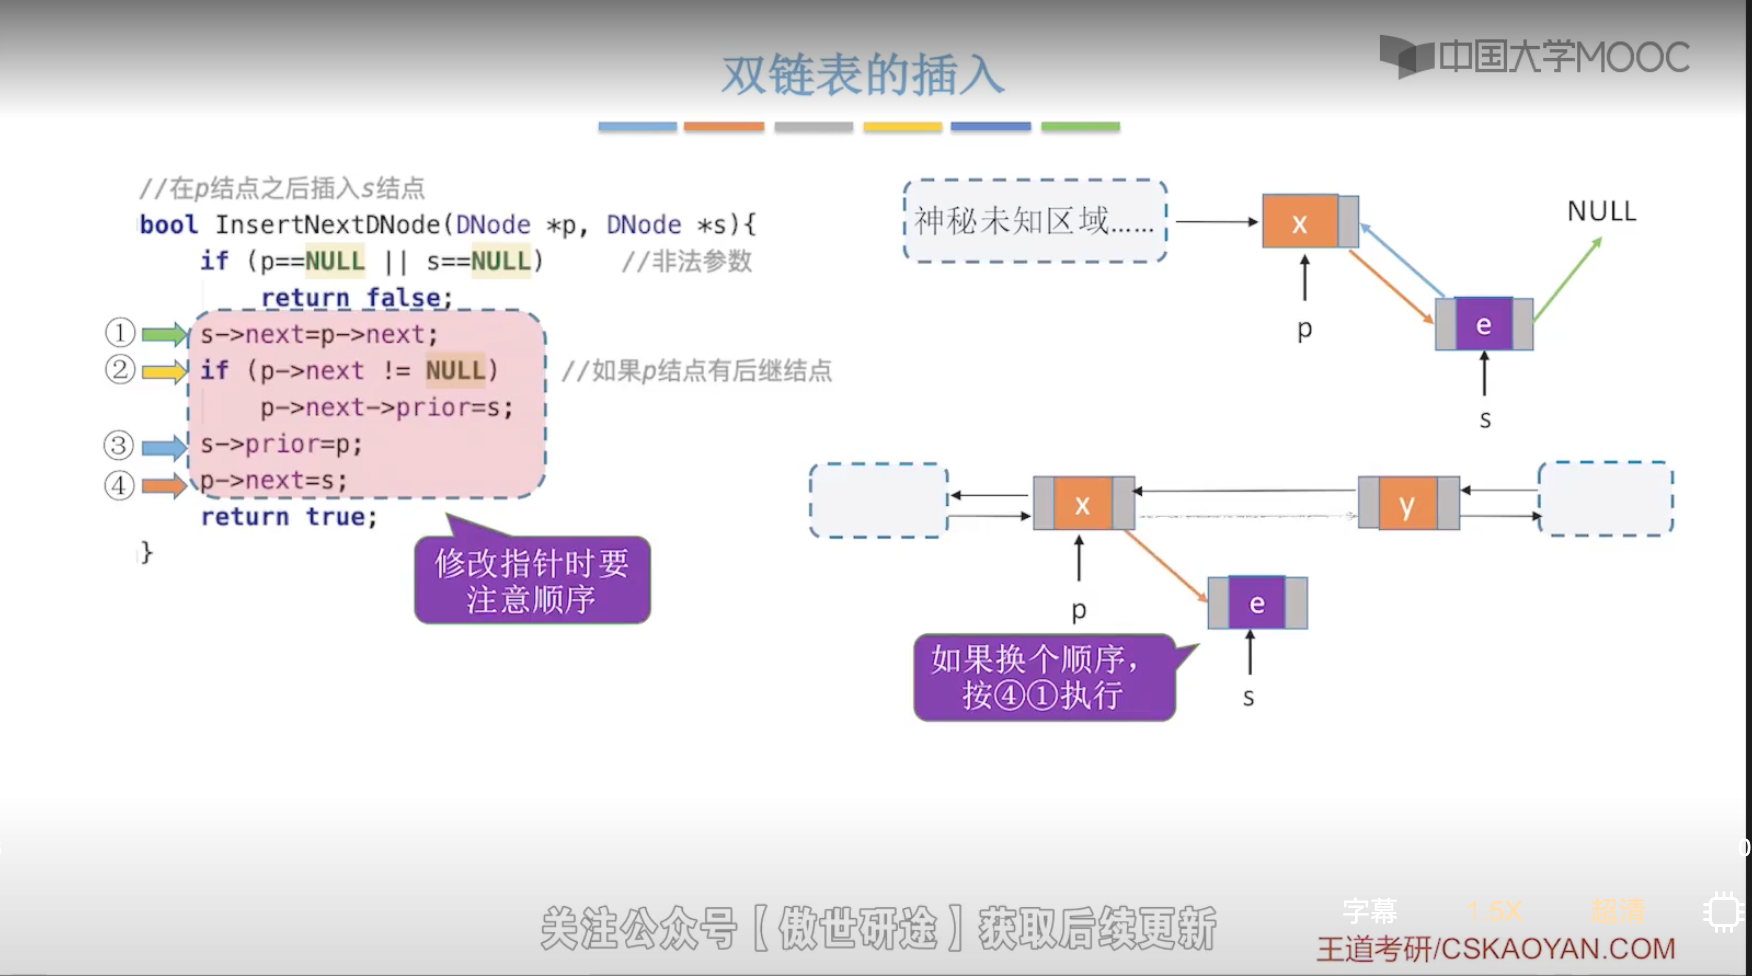 中国大学MOOC
双链表的插入
//在p结点之后插入s结点
bool InsertNextDNode(DNode *p, DNode *s){
if (p==NULL || s==NULL) //非法参数
return false;
① s->next=p->next;
② if (p->next != NULL) //如果p结点有后继结点
p->next->prior=s;
③ s->prior=p;
④ p->next=s;
return true;
}
修改指针时要
注意顺序
神秘未知区域……
x
NULL
p
e
s
x
y
p
e
s
如果换个顺序，
按④①执行
关注公众号【傲世研途】获取后续更新
字幕
1.5X
超清
王道考研/CSKAOYAN.COM